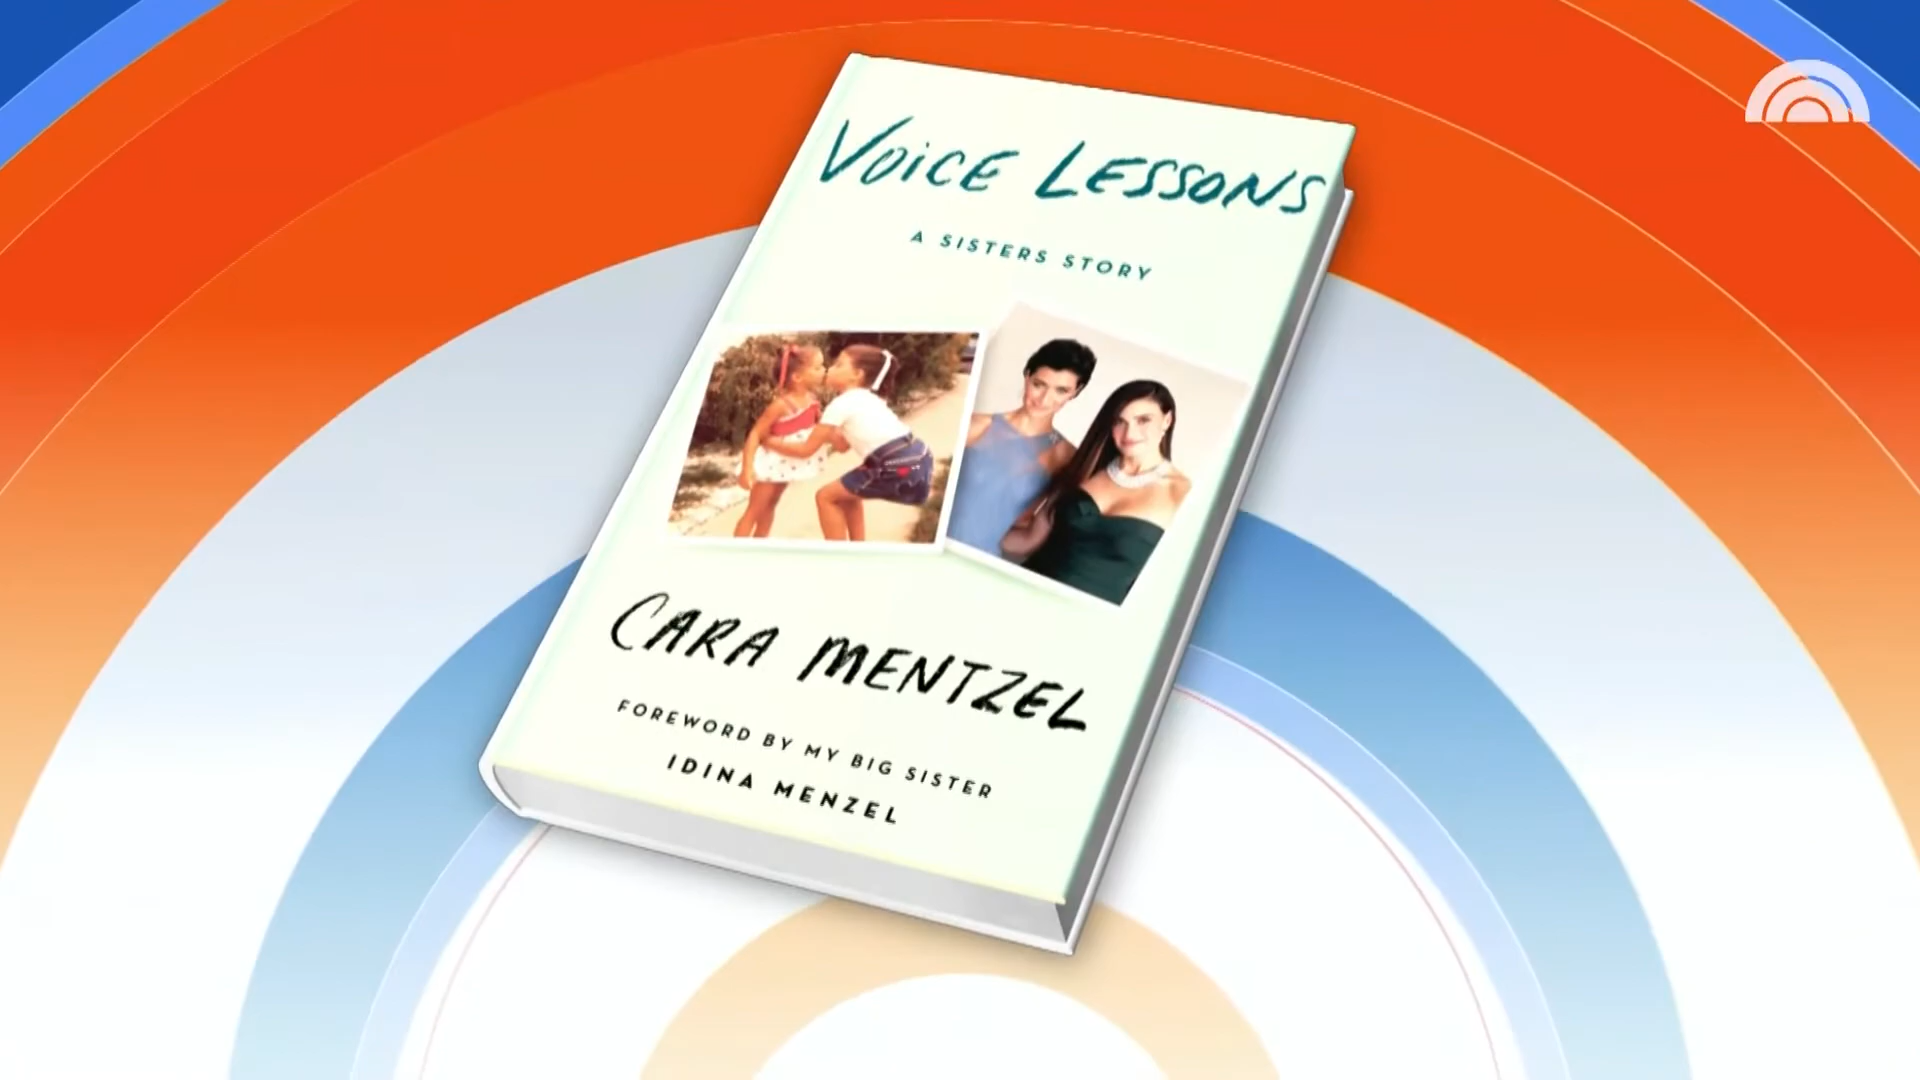 VOICE LESSONS
A SISTERS STORY
CARA MENTZEL
FOREWORD BY MY BIG SISTER
IDINA MENZEL